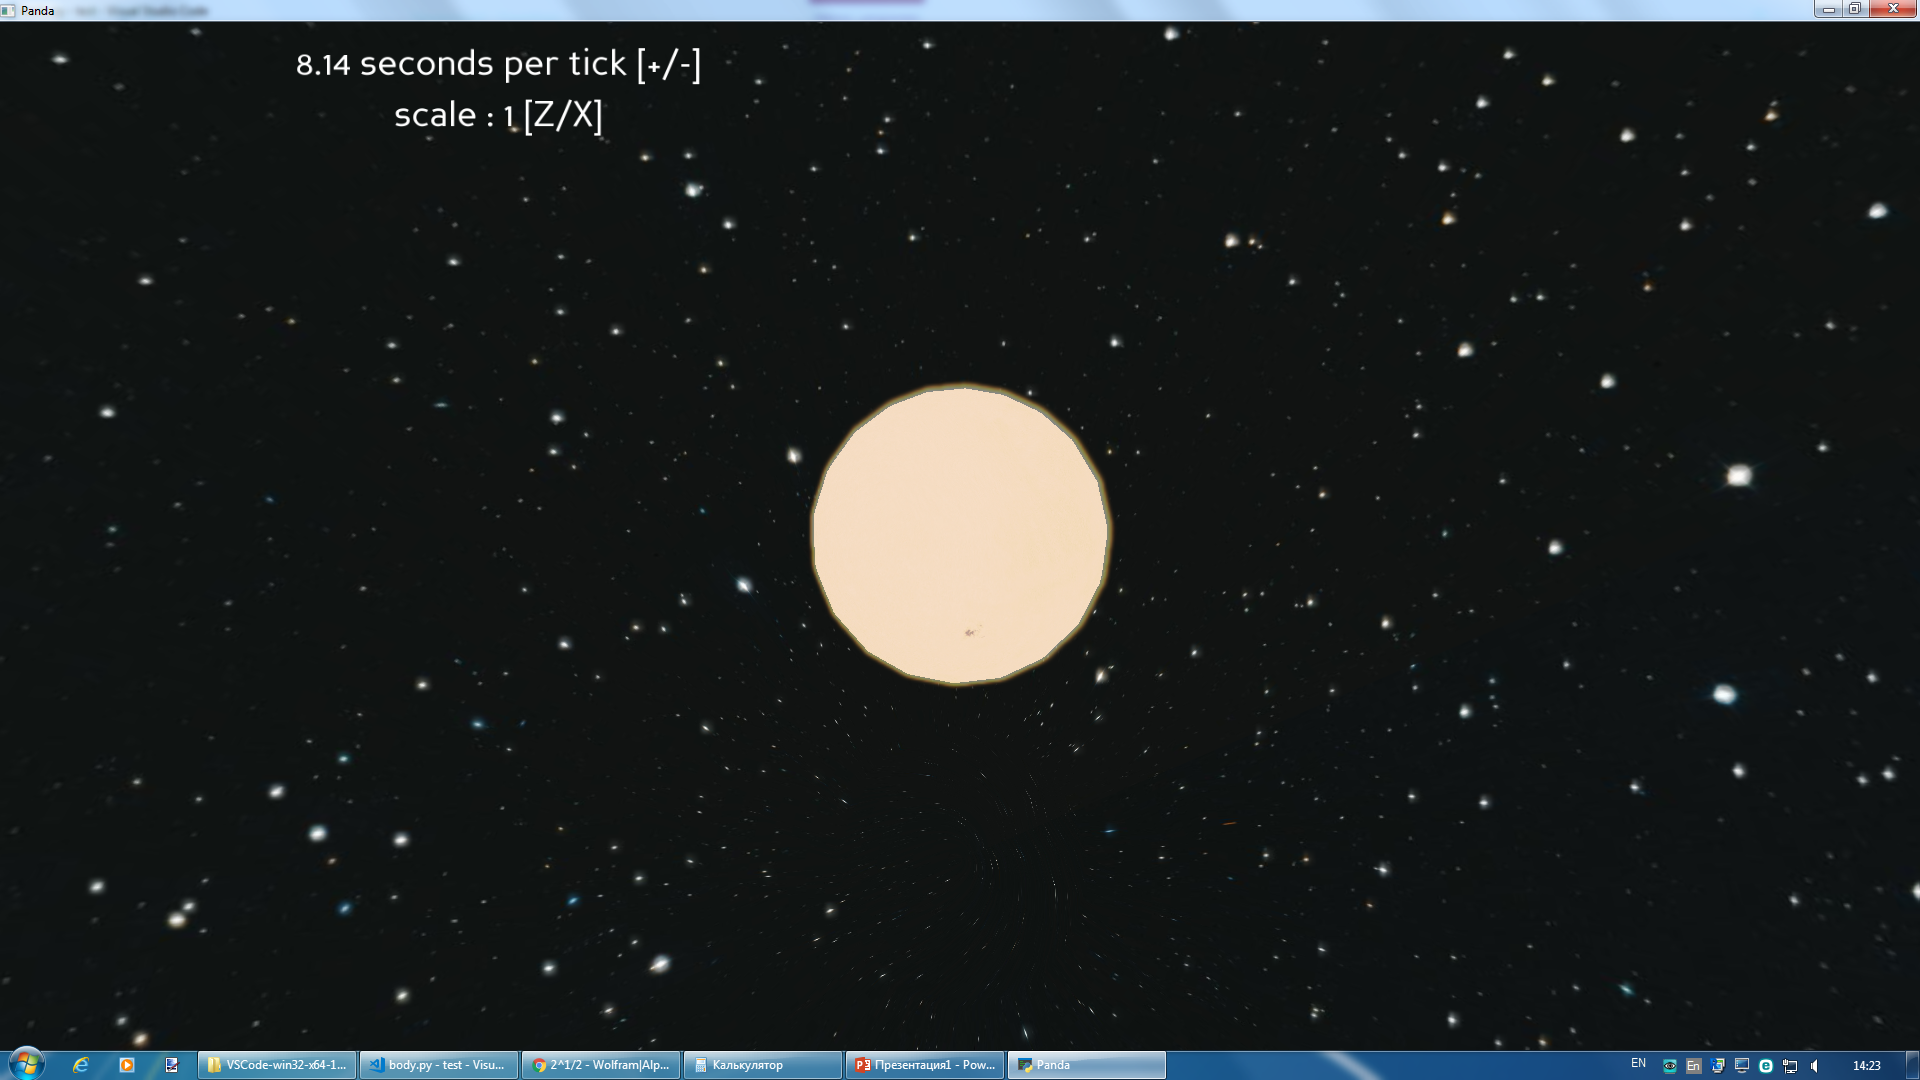 Panda
8.14 seconds per tick [+/-]
scale : 1 [Z/X]
VSCode-win32-x64-1...
body.py - test - Visu...
2^1/2 - Wolfram|Alp...
Калькулятор
Презентация1 - Pow...
Panda
EN
En
14:23